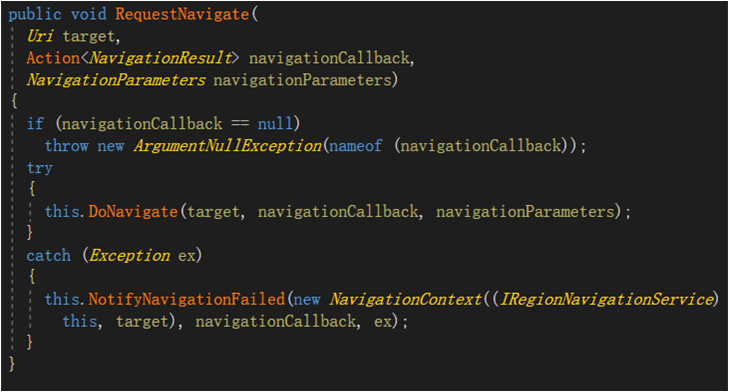 public void RequestNavigate(
Uri target,
Action<NavigationResult> navigationCallback,
NavigationParameters navigationParameters)
{
if (navigationCallback == null)
throw new ArgumentNullException(nameof (navigationCallback));
try
{
this.DoNavigate(target, navigationCallback, navigationParameters);
}
catch (Exception ex)
{
this.NotifyNavigationFailed(new NavigationContext((IRegionNavigationService)
this, target), navigationCallback, ex);
}
}